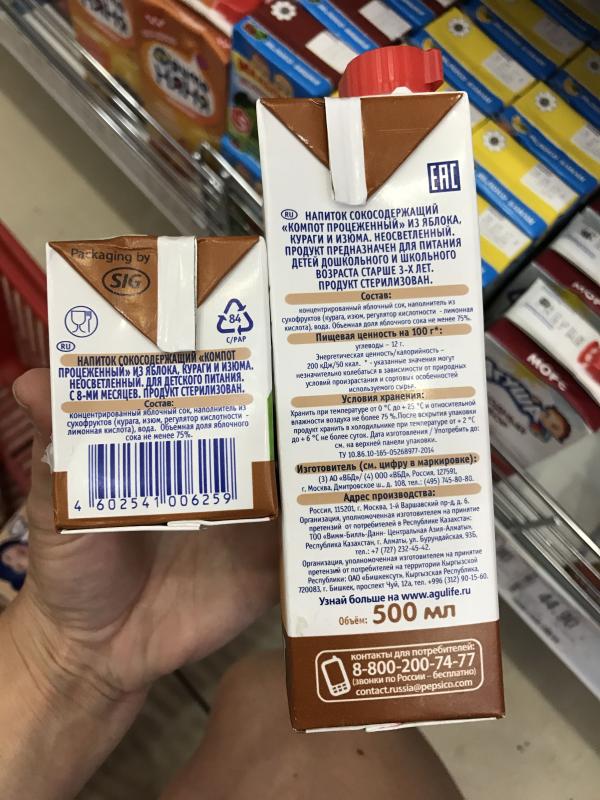 Packaging by
SIG
84
C/PAP
RU
НАПИТОК СОКОСОДЕРЖАЩИЙ «КОМПОТ
ПРОЦЕЖЕННЫЙ» ИЗ ЯБЛОКА, КУРАГИ И ИЗЮМА.
НЕОСВЕТЛЕННЫЙ. ДЛЯ ДЕТСКОГО ПИТАНИЯ.
С 8-МИ МЕСЯЦЕВ. ПРОДУКТ СТЕРИЛИЗОВАН.
Состав:
концентрированный яблочный сок, наполнитель из
сухофруктов (курага, изюм, регулятор кислотности -
лимонная кислота), вода. Объемная доля яблочного
сока не менее 75%.
4 602541 006259
EAC
RU
НАПИТОК СОКОСОДЕРЖАЩИЙ
«КОМПОТ ПРОЦЕЖЕННЫЙ» ИЗ ЯБЛОКА,
КУРАГИ И ИЗЮМА. НЕОСВЕТЛЕННЫЙ.
ПРОДУКТ ПРЕДНАЗНАЧЕН ДЛЯ ПИТАНИЯ
ДЕТЕЙ ДОШКОЛЬНОГО И ШКОЛЬНОГО
ВОЗРАСТА СТАРШЕ 3-Х ЛЕТ.
ПРОДУКТ СТЕРИЛИЗОВАН.
Состав:
концентрированный яблочный сок, наполнитель из
сухофруктов (курага, изюм, регулятор кислотности - лимонная
кислота), вода. Объемная доля яблочного сока не менее 75%.
Пищевая ценность на 100 г*:
углеводы – 12 г.
Энергетическая ценность/калорийность –
200 кДж/50 ккал. * - указанные значения могут
незначительно колебаться в зависимости от природных
условий произрастания и сортовых особенностей
используемого сырья.
Условия хранения:
Хранить при температуре от 0 °С до + 25 °С и относительной
влажности воздуха не более 75 %. После вскрытия упаковки
продукт хранить в холодильнике при температуре от + 2 °С
до + 6 °С не более суток. Дата изготовления / Употребить до:
см. на верхней панели упаковки.
ТУ 10.86.10-165-05268977-2014
Изготовитель (см. цифру в маркировке):
(3) АО «ВБД»/ (4) ООО «ВБД», Россия, 127591,
г. Москва, Дмитровское ш., д. 108, тел.: (495) 745-80-80.
Адрес производства:
Россия, 115201, г. Москва, 1-й Варшавский пр-д, д. 6.
Организация, уполномоченная изготовителем на принятие
претензий от потребителей в Республике Казахстан:
ТОО «Вимм-Билль-Данн- Центральная Азия-Алматы»,
Республика Казахстан, г. Алматы, ул. Бурундайская, 93Б,
тел.: +7 (727) 232-45-42.
Организация, уполномоченная изготовителем на принятие
претензий от потребителей на территории Кыргызской
Республики: ОАО «Бишкексут», Кыргызская Республика,
720083, г. Бишкек, проспект Чуй, 12а, тел. +996 (312) 90-15-60.
Узнай больше на www.agulife.ru
Объём: 500 мл
контакты для потребителей:
8-800-200-74-77
(звонки по России – бесплатно)
contact.russia@pepsico.com
МОРС